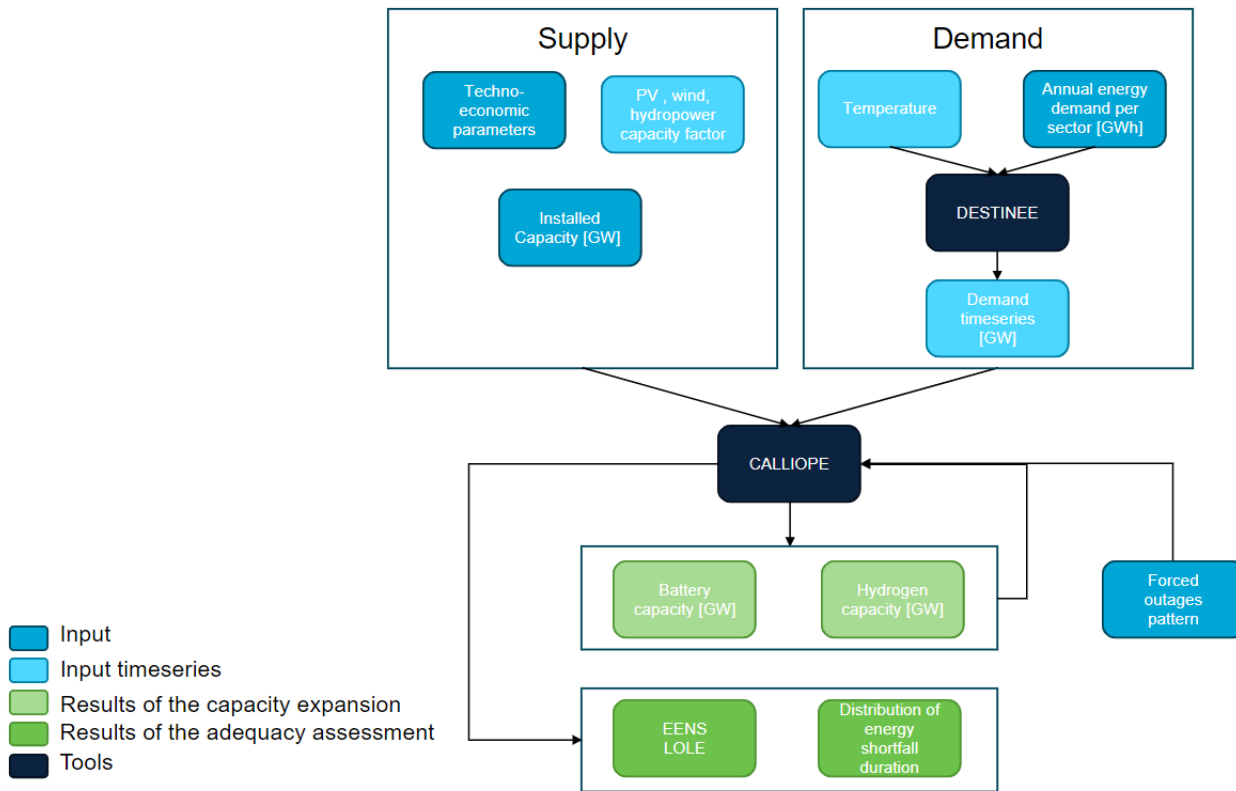 Supply
Demand
Techno-
economic
parameters
PV , wind,
hydropower
capacity factor
Installed
Capacity [GW]
Temperature
Annual energy
demand per
sector [GWh]
DESTINEE
Demand
timeseries
[GW]
CALLIOPE
Battery
capacity [GW]
Hydrogen
capacity [GW]
Forced
outages
pattern
EENS
LOLE
Distribution of
energy
shortfall
duration
Input
Input timeseries
Results of the capacity expansion
Results of the adequacy assessment
Tools